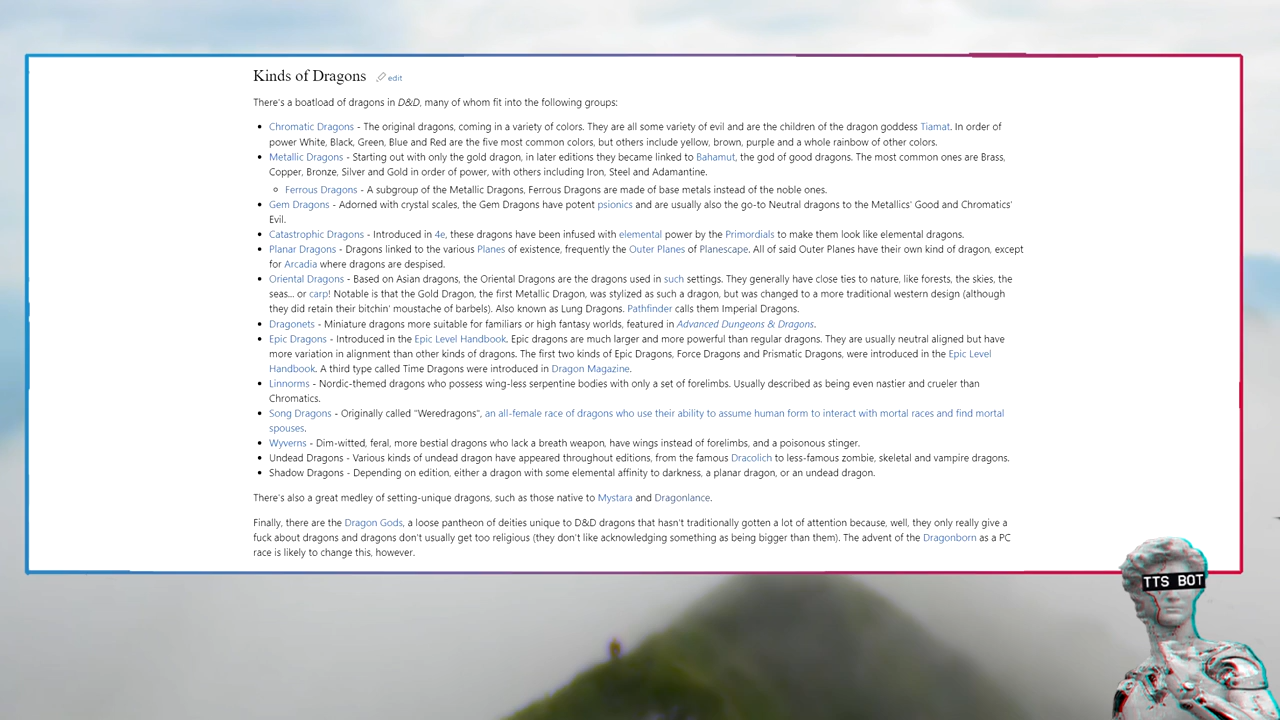 Kinds of Dragons edit
There's a boatload of dragons in D&D, many of whom fit into the following groups:
Chromatic Dragons - The original dragons, coming in a variety of colors. They are all some variety of evil and are the children of the dragon goddess Tiamat. In order of
power White, Black, Green, Blue and Red are the five most common colors, but others include yellow, brown, purple and a whole rainbow of other colors.
Metallic Dragons - Starting out with only the gold dragon, in later editions they became linked to Bahamut, the god of good dragons. The most common ones are Brass,
Copper, Bronze, Silver and Gold in order of power, with others including Iron, Steel and Adamantine.
Ferrous Dragons - A subgroup of the Metallic Dragons, Ferrous Dragons are made of base metals instead of the noble ones.
Gem Dragons - Adorned with crystal scales, the Gem Dragons have potent psionics and are usually also the go-to Neutral dragons to the Metallics' Good and Chromatics'
Evil.
Catastrophic Dragons - Introduced in 4e, these dragons have been infused with elemental power by the Primordials to make them look like elemental dragons.
Planar Dragons - Dragons linked to the various Planes of existence, frequently the Outer Planes of Planescape. All of said Outer Planes have their own kind of dragon, except
for Arcadia where dragons are despised.
Oriental Dragons - Based on Asian dragons, the Oriental Dragons are the dragons used in such settings. They generally have close ties to nature, like forests, the skies, the
seas... or carp! Notable is that the Gold Dragon, the first Metallic Dragon, was stylized as such a dragon, but was changed to a more traditional western design (although
they did retain their bitchin' moustache of barbels). Also known as Lung Dragons. Pathfinder calls them Imperial Dragons.
Dragonets - Miniature dragons more suitable for familiars or high fantasy worlds, featured in Advanced Dungeons & Dragons.
Epic Dragons - Introduced in the Epic Level Handbook. Epic dragons are much larger and more powerful than regular dragons. They are usually neutral aligned but have
more variation in alignment than other kinds of dragons. The first two kinds of Epic Dragons, Force Dragons and Prismatic Dragons, were introduced in the Epic Level
Handbook. A third type called Time Dragons were introduced in Dragon Magazine.
Linnorms - Nordic-themed dragons who possess wing-less serpentine bodies with only a set of forelimbs. Usually described as being even nastier and crueler than
Chromatics.
Song Dragons - Originally called "Weredragons", an all-female race of dragons who use their ability to assume human form to interact with mortal races and find mortal
spouses.
Wyverns - Dim-witted, feral, more bestial dragons who lack a breath weapon, have wings instead of forelimbs, and a poisonous stinger.
Undead Dragons - Various kinds of undead dragon have appeared throughout editions, from the famous Dracolich to less-famous zombie, skeletal and vampire dragons.
Shadow Dragons - Depending on edition, either a dragon with some elemental affinity to darkness, a planar dragon, or an undead dragon.
There's also a great medley of setting-unique dragons, such as those native to Mystara and Dragonlance.
Finally, there are the Dragon Gods, a loose pantheon of deities unique to D&D dragons that hasn't traditionally gotten a lot of attention because, well, they only really give a
fuck about dragons and dragons don't usually get too religious (they don't like acknowledging something as being bigger than them). The advent of the Dragonborn as a PC
race is likely to change this, however.
TTS BOT